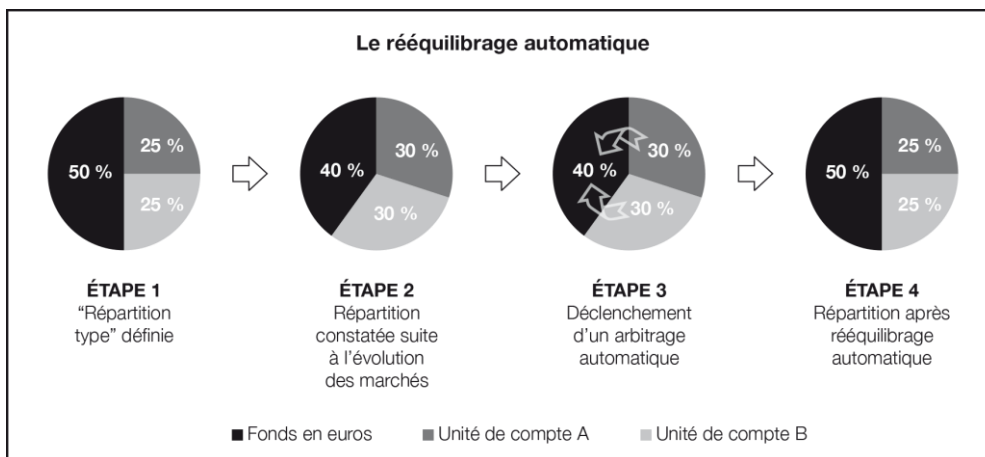 Le rééquilibrage automatique
50 %
25 %
25 %
40 %
30 %
30 %
40 %
30 %
30 %
50 %
25 %
25 %
ÉTAPE 1
“Répartition
type” définie
ÉTAPE 2
Répartition
constatée suite
à l’évolution
des marchés
ÉTAPE 3
Déclenchement
d’un arbitrage
automatique
ÉTAPE 4
Répartition après
rééquilibrage
automatique
Fonds en euros
Unité de compte A
Unité de compte B